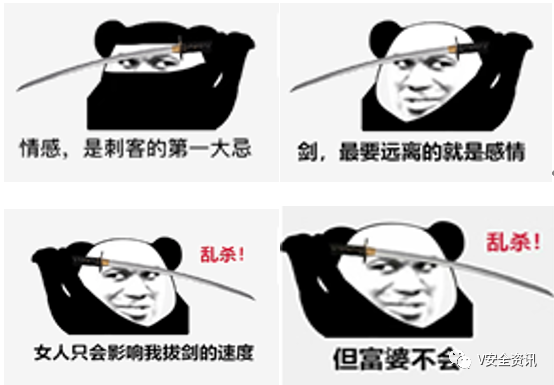 情感，是刺客的第一大忌
剑，最要远离的就是感情
乱杀！
女人只会影响我拔剑的速度
乱杀！
但富婆不会
V安全资讯